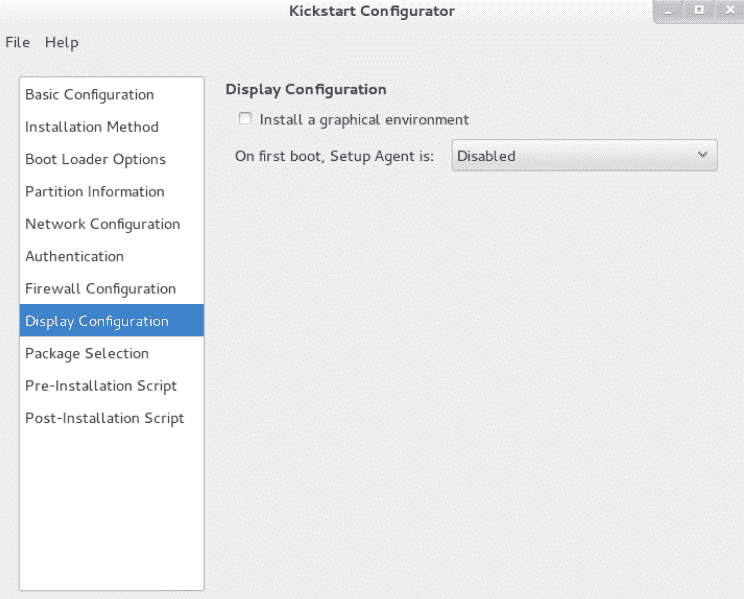 Kickstart Configurator
File Help
Basic Configuration
Installation Method
Boot Loader Options
Partition Information
Network Configuration
Authentication
Firewall Configuration
Display Configuration
Package Selection
Pre-Installation Script
Post-Installation Script
Display Configuration
Install a graphical environment
On first boot, Setup Agent is: Disabled